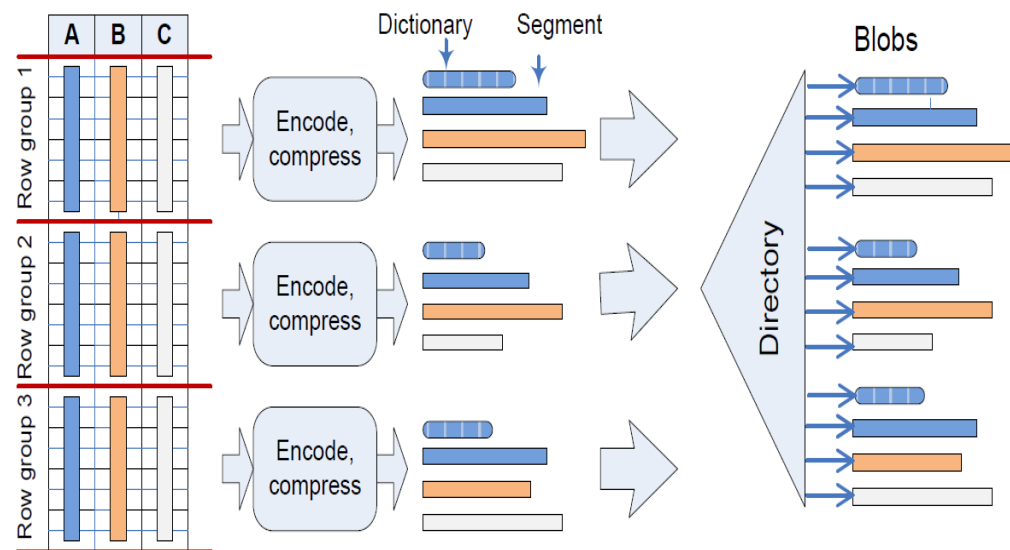 A B C
Row group 1
Row group 2
Row group 3
Encode,
compress
Encode,
compress
Encode,
compress
Dictionary
Segment
Directory
Blobs